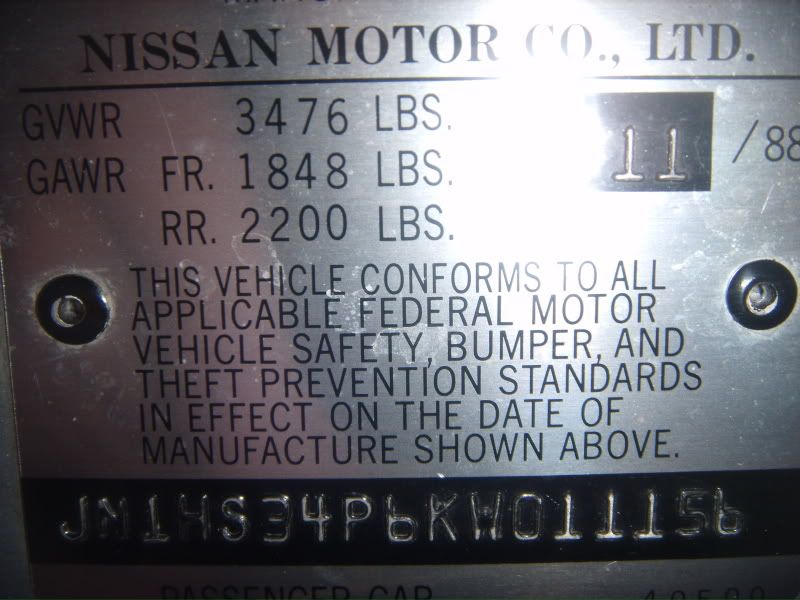 NISSAN MOTOR CO., LTD.
GVWR 3476 LBS. 11 /88
GAWR FR. 1848 LBS.
RR. 2200 LBS.
THIS VEHICLE CONFORMS TO ALL
APPLICABLE FEDERAL MOTOR
VEHICLE SAFETY, BUMPER, AND
THEFT PREVENTION STANDARDS
IN EFFECT ON THE DATE OF
MANUFACTURE SHOWN ABOVE.
JN1HS34P6KW011156
PASSENGER CAR